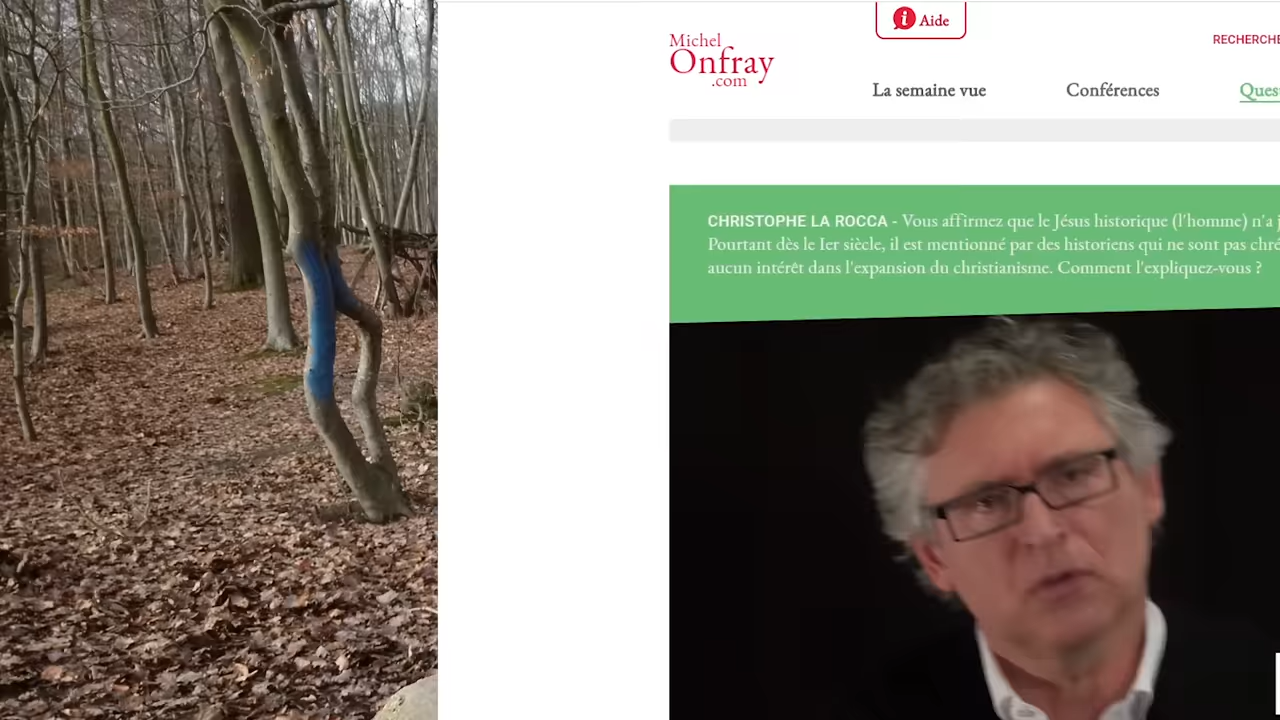 Aide
Michel
Onfray
.com
RECHERCHE
La semaine vue
Conférences
Ques
CHRISTOPHE LA ROCCA - Vous affirmez que le Jésus historique (l'homme) n'a j
Pourtant dès le Ier siècle, il est mentionné par des historiens qui ne sont pas chré
aucun intérêt dans l'expansion du christianisme. Comment l'expliquez-vous ?